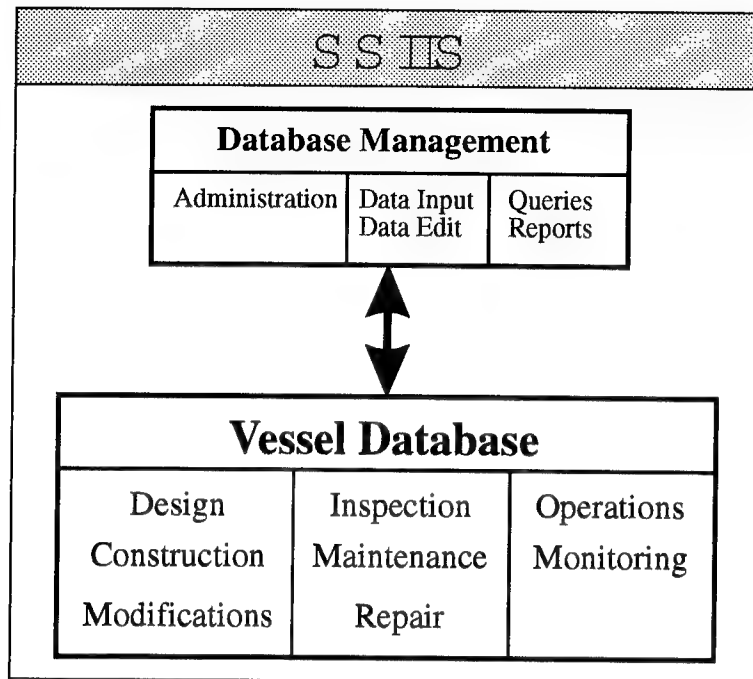 SSIIS
Database Management
Administration
Data Input
Data Edit
Queries
Reports
Vessel Database
Design
Construction
Modifications
Inspection
Maintenance
Repair
Operations
Monitoring